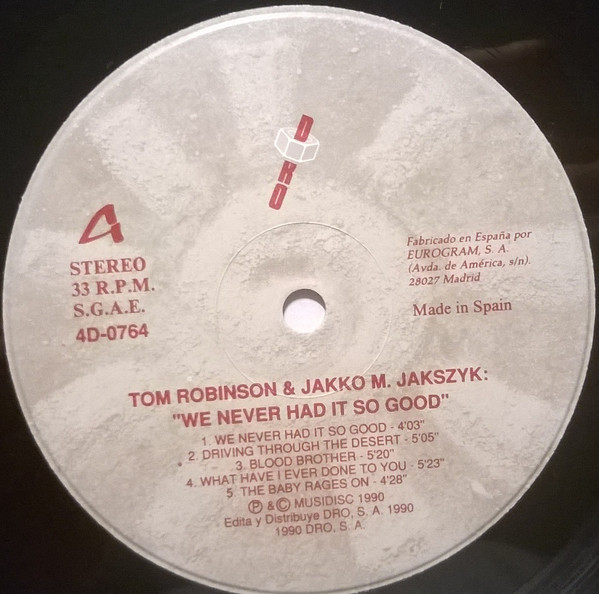 DRO
A
STEREO
33 R.P.M.
S.G.A.E.
4D-0764
Fabricado en España por
EUROGRAM, S. A.
(Avda. de América, s/n).
28027 Madrid
Made in Spain
TOM ROBINSON & JAKKO M. JAKSZYK:
"WE NEVER HAD IT SO GOOD"
1. WE NEVER HAD IT SO GOOD - 4'03"
2. DRIVING THROUGH THE DESERT - 5'05"
3. BLOOD BROTHER - 5'20"
4. WHAT HAVE I EVER DONE TO YOU - 5'23"
5. THE BABY RAGES ON - 4'28"
Ⓟ &© MUSIDISC 1990
Edita y Distribuye DRO, S. A. 1990
1990 DRO, S. A.